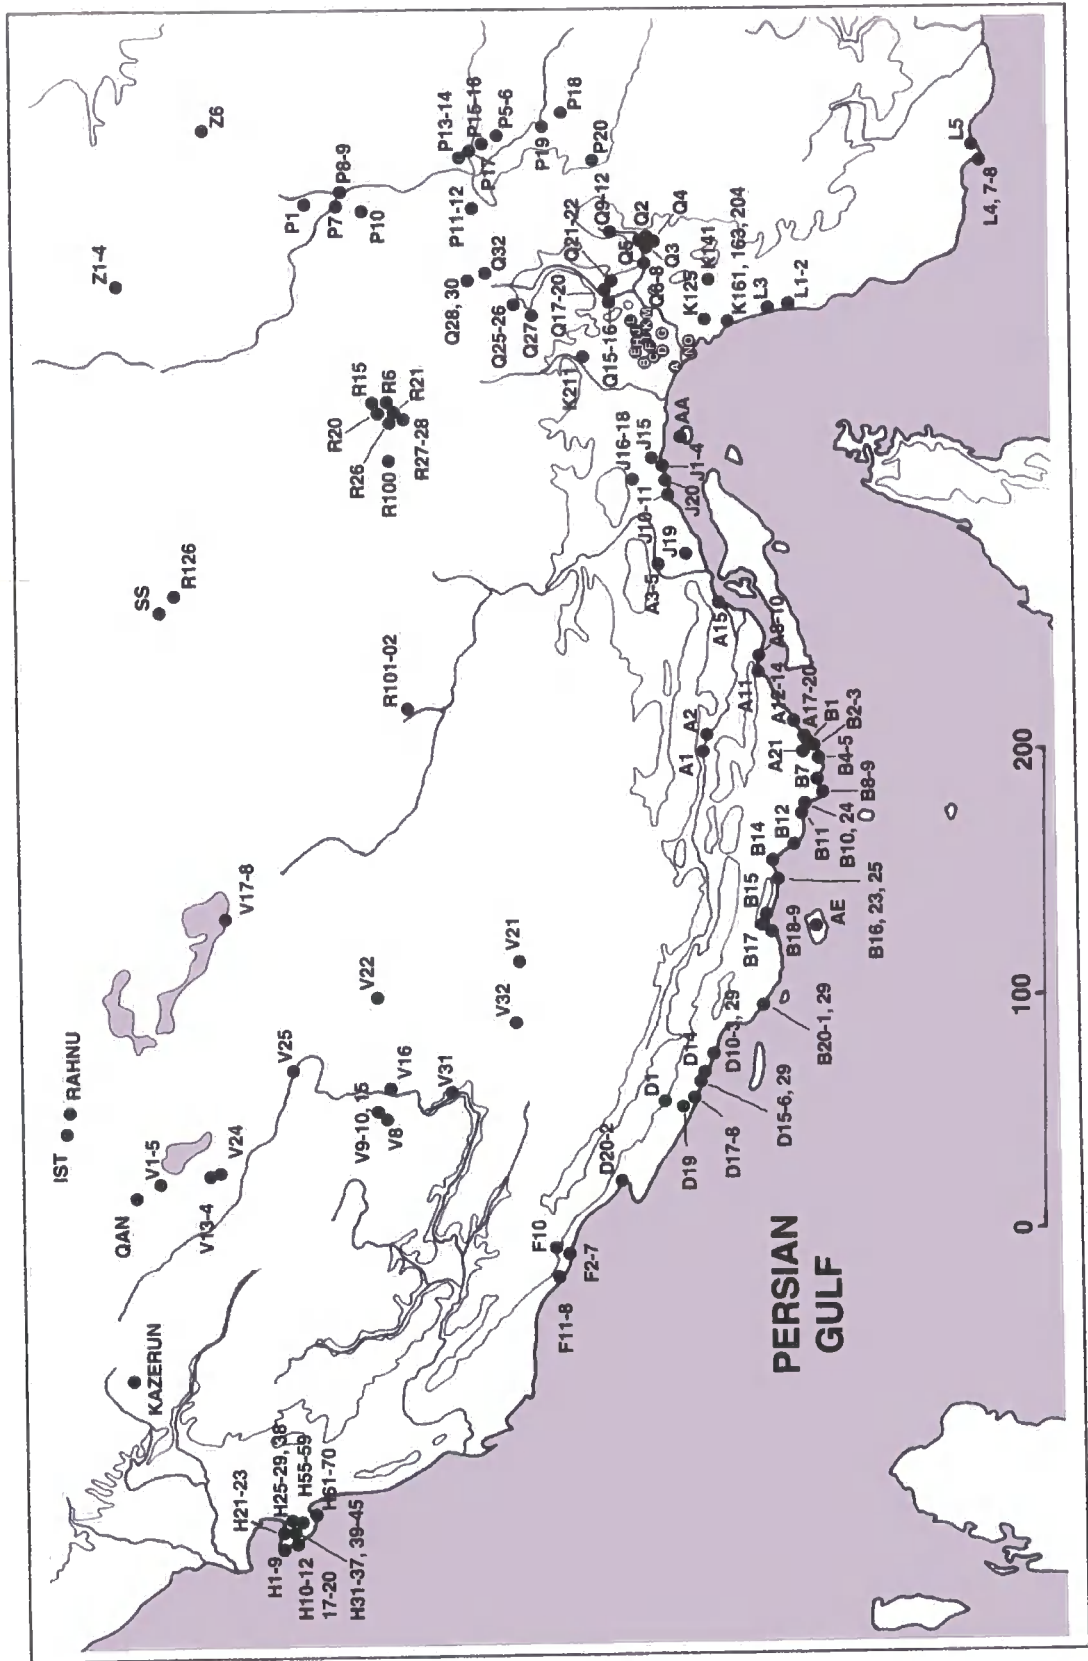 IST
RAHNU
QAN
V1-5
V24
V13-4
KAZERUN
V17-8
V25
V22
V16
V9-10, 15
V8
V31
V32
V21
SS
R126
Z1-4
Z6
R101-02
R20
R15
R6
R21
R26
R27-28
R100
P1
P8-9
P7
P10
P13-14
P15-16
P17
P5-6
P11-12
P19
P18
P20
Q28, 30
Q32
Q25-26
Q27
Q21-22
Q9-12
Q17-20
Q5
Q2
Q4
Q3
Q6-8
Q15-16
K211
K125
K141
K161, 163, 204
L3
L1-2
L5
L4, 7-8
J16-18
J15
AA
J1-4
J20
J10-11
J19
A3-5
A15
A8-10
A11
A12-14
A17-20
A1
A2
A21
B1
B2-3
B4-5
B7
B8-9
B10, 24
B11
B12
B14
B15
B16, 23, 25
B17
B18-9
AE
B20-1, 29
D1
D14
D10-3, 29
D15-6, 29
D17-8
D19
D20-2
F10
F2-7
F11-8
H21-23
H25-29, 38
H55-59
H61-70
H1-9
H10-12
17-20
H31-37, 39-45
PERSIAN
GULF
0
100
200